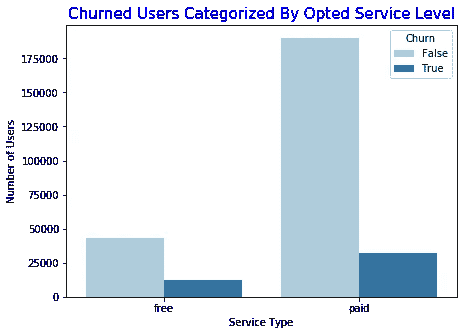 Churned Users Categorized By Opted Service Level
Churn
False
True
175000
150000
125000
100000
75000
50000
25000
0
Number of Users
free
paid
Service Type